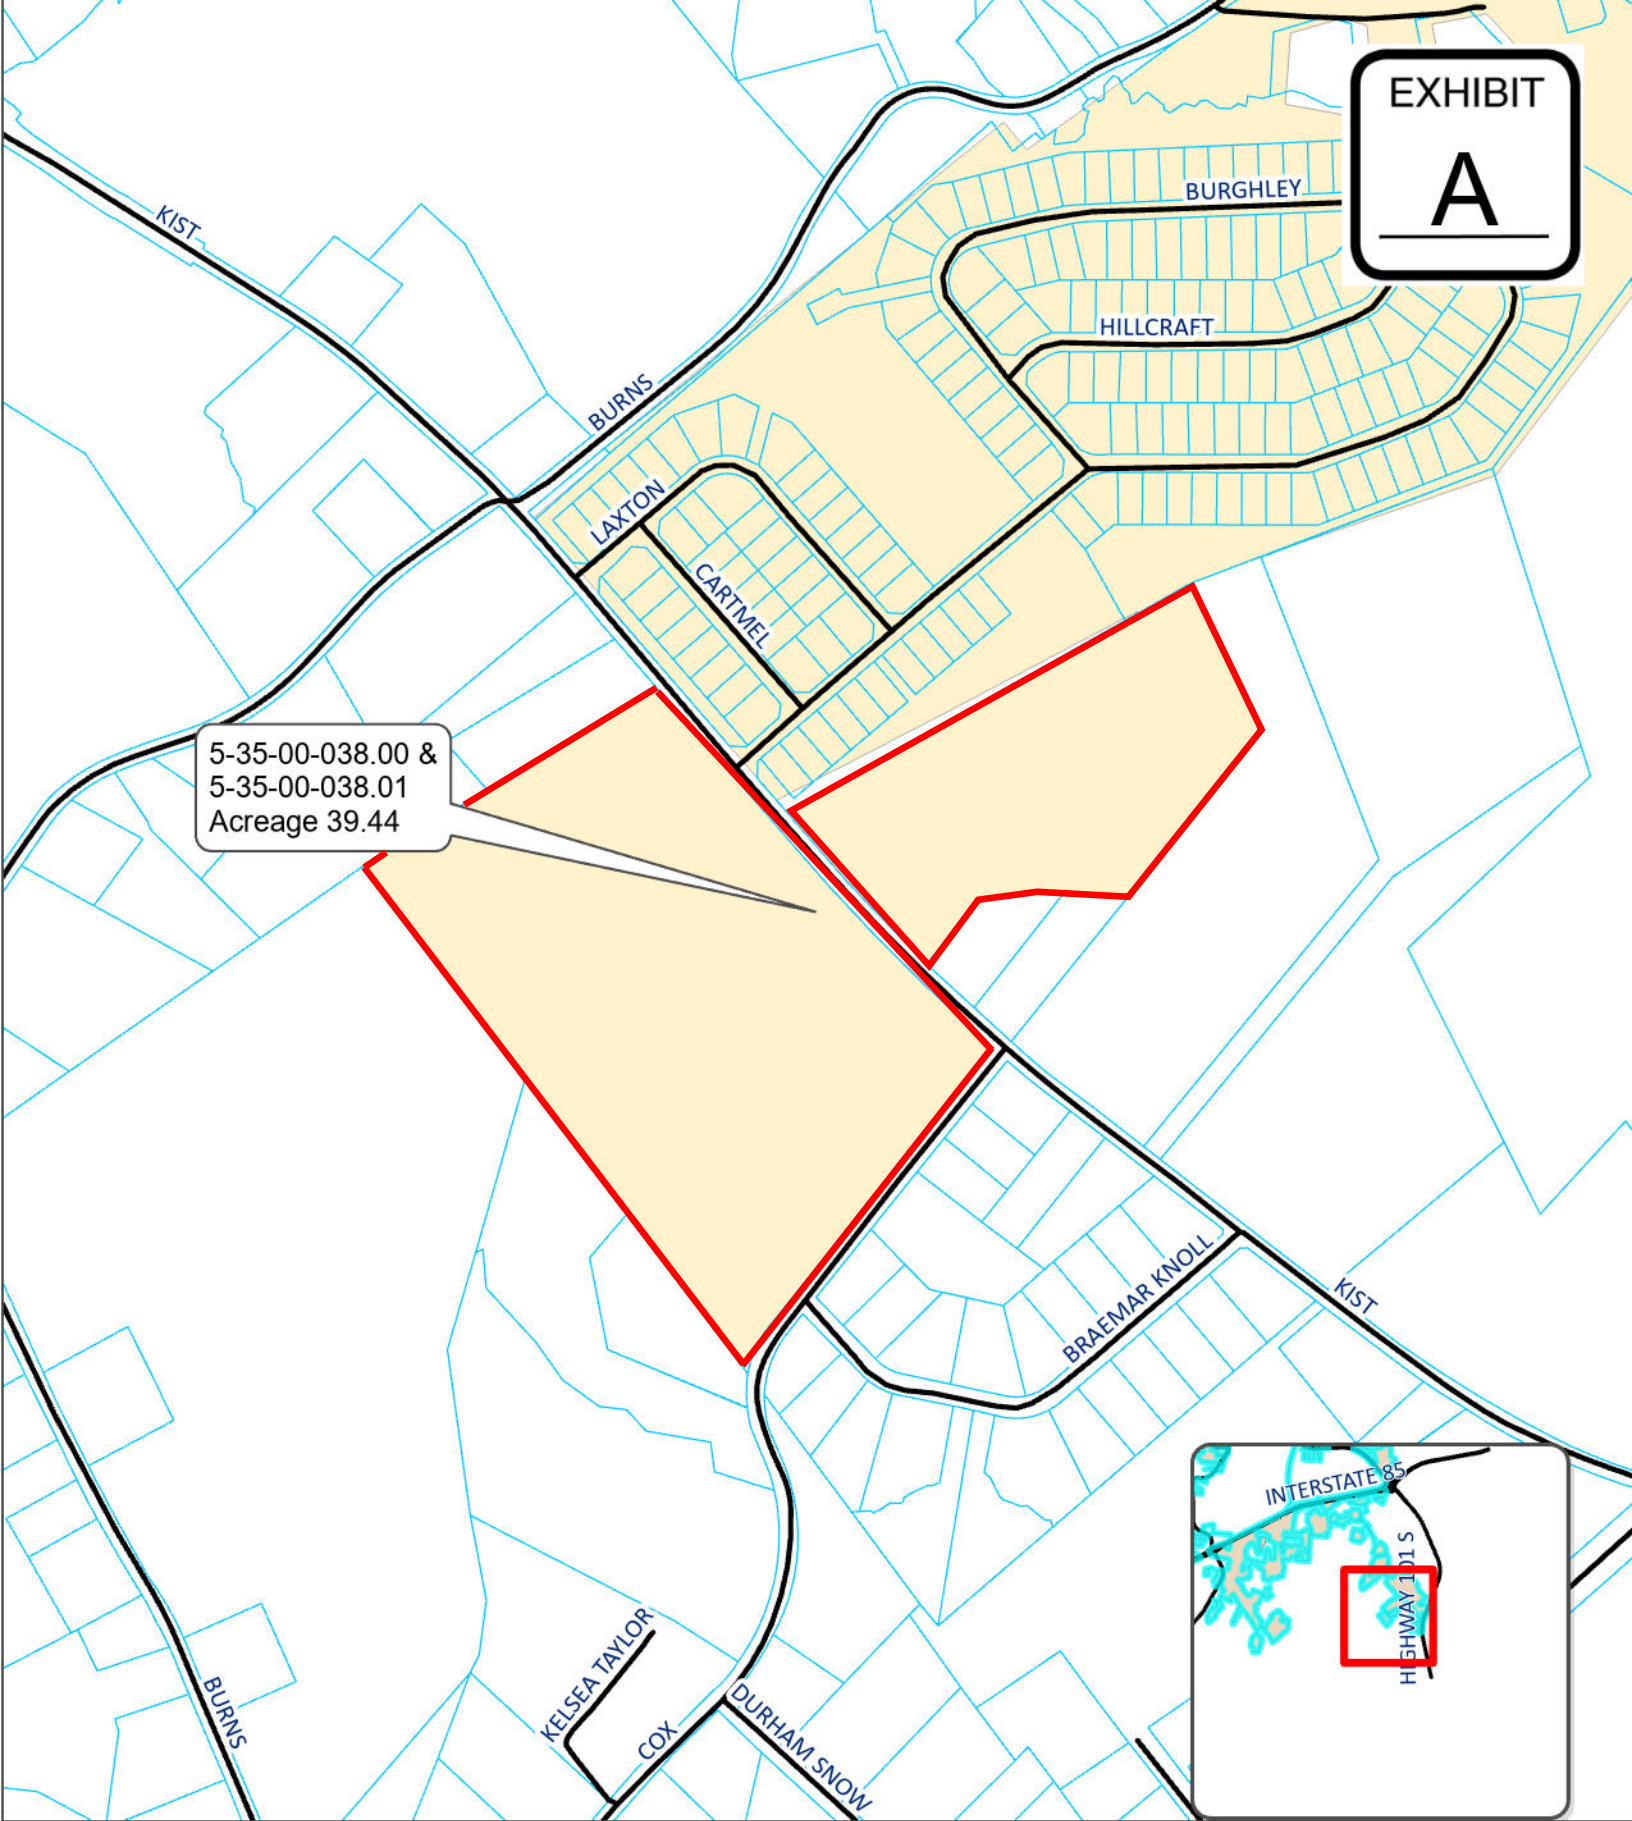 EXHIBIT
A
BURGHLEY
KIST
HILLCRAFT
BURNS
LAXTON
CARTMEL
5-35-00-038.00 &
5-35-00-038.01
Acreage 39.44
BRAEMAR KNOLL
KIST
INTERSTATE 85
HIGHWAY 101 S
KELSEA TAYLOR
BURNS
COX
DURHAM SNOW